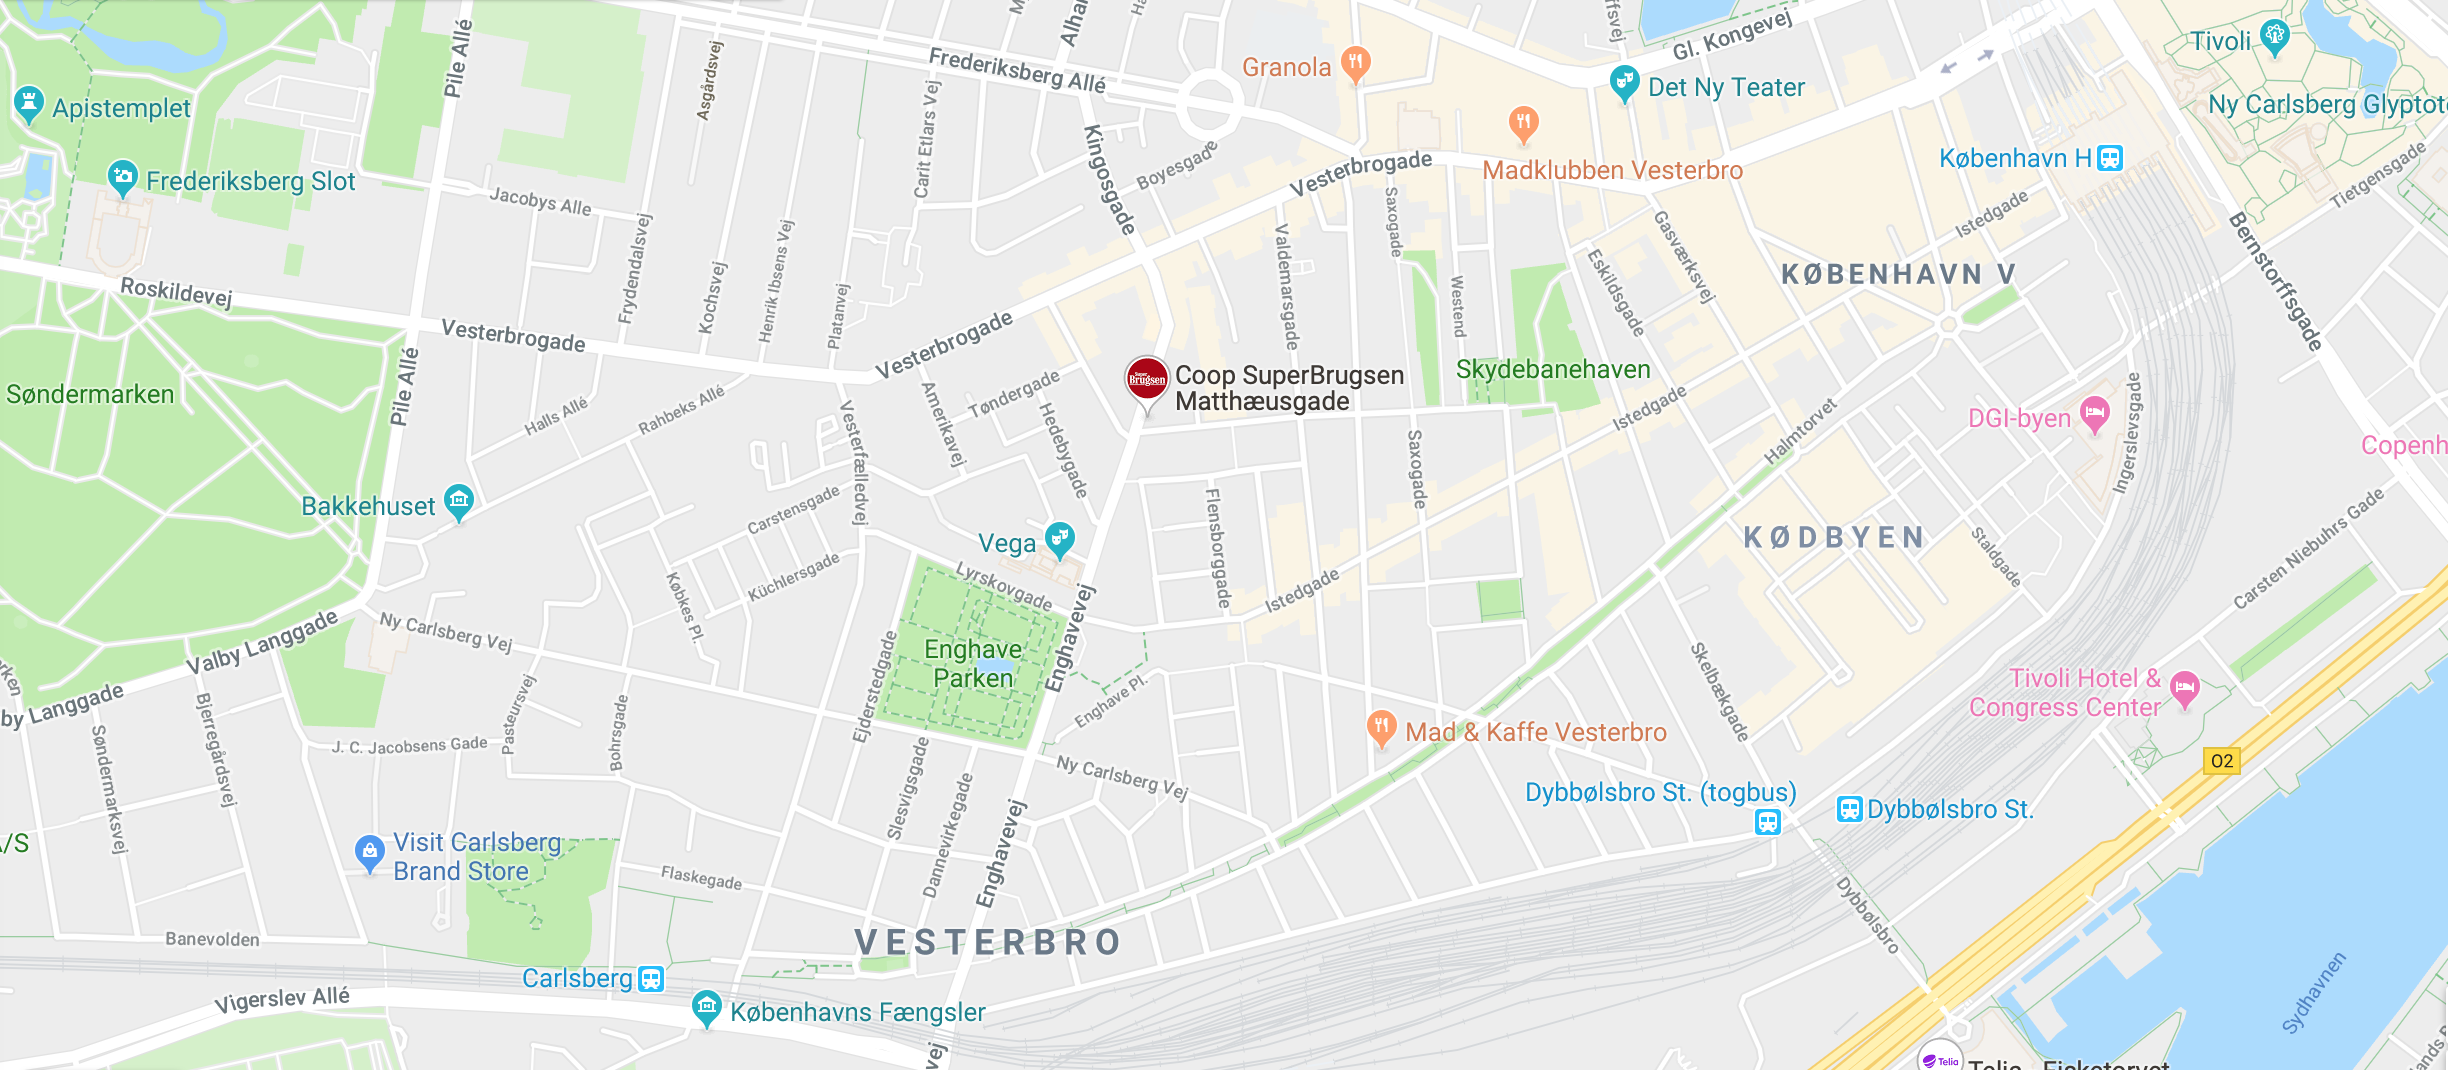 Pile Allé
Asgårdsvej
Frederiksberg Allé
Granola
Gl. Kongevej
Det Ny Teater
Tivoli
Ny Carlsberg Glyptote
Apistemplet
Frederiksberg Slot
Carit Etlars Vej
Kingosgade
Boyesgade
Vesterbrogade
Madklubben Vesterbro
København H
Tietgensgade
Jacobys Alle
Frydendalsvej
Kochsvej
Henrik Ibsens Vej
Platanvej
Saxogade
Valdemarsgade
Westend
Gasværksvej
Eskildsgade
Istedgade
KØBENHAVN V
Bernstorffsgade
Roskildevej
Vesterbrogade
Vesterbrogade
Søndermarken
Pile Allé
Halls Allé
Rahbeks Allé
Vesterfælledvej
Amerikavej
Tøndergade
Hedebygade
Super
Brugsen
Coop SuperBrugsen
Matthæusgade
Skydebanehaven
Istedgade
Halmtorvet
DGI-byen
Ingerslevsgade
Copenh
Saxogade
Bakkehuset
Carstensgade
Küchlersgade
Købkes Pl.
Vega
Lyrskovgade
Flensborggade
Istedgade
KØDBYEN
Staldgade
Carsten Niebuhrs Gade
Valby Langgade
by Langgade
Ny Carlsberg Vej
Enghave
Parken
Enghavevej
Ejderstedgade
Enghave Pl.
Skelbækgade
Tivoli Hotel &
Congress Center
Søndermarksvej
Bjerregårdsvej
J. C. Jacobsens Gade
Pasteursvej
Bohrsgade
Slesvigsgade
Dannevirkegade
Ny Carlsberg Vej
Mad & Kaffe Vesterbro
Dybbølsbro St. (togbus)
Dybbølsbro St.
O2
A/S
Visit Carlsberg
Brand Store
Flaskegade
Enghavevej
Dybbølsbro
Banevolden
VESTERBRO
Carlsberg
Vigerslev Allé
Københavns Fængsler
vej
Sydhavnen
Telia
Telia - Fisketorvet